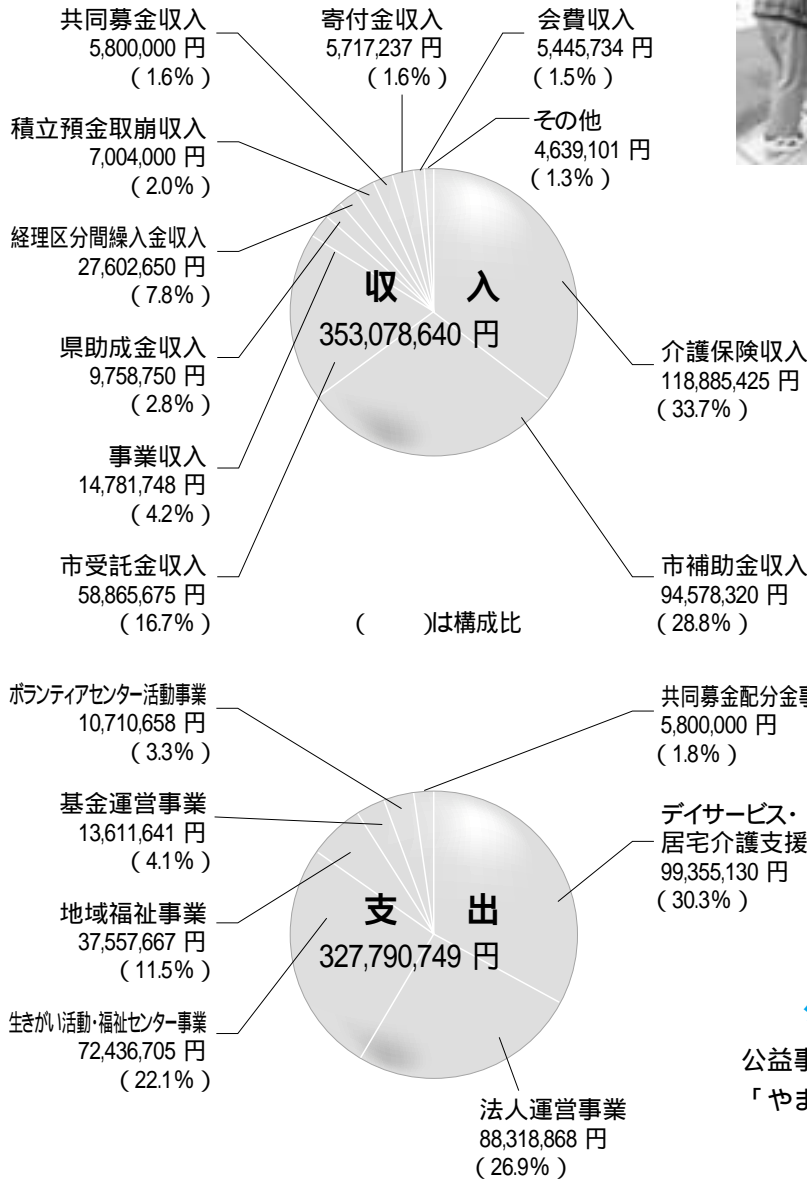 共同募金収入
5,800,000 円
( 1.6% )
寄付金収入
5,717,237 円
( 1.6% )
会費収入
5,445,734 円
( 1.5% )
その他
4,639,101 円
( 1.3% )
積立預金取崩収入
7,004,000 円
( 2.0% )
経理区分間繰入金収入
27,602,650 円
( 7.8% )
県助成金収入
9,758,750 円
( 2.8% )
事業収入
14,781,748 円
( 4.2% )
市受託金収入
58,865,675 円
( 16.7% )
収 入
353,078,640 円
介護保険収入
118,885,425 円
( 33.7% )
市補助金収入
94,578,320 円
( 28.8% )
( )は構成比
ボランティアセンター活動事業
10,710,658 円
( 3.3% )
基金運営事業
13,611,641 円
( 4.1% )
地域福祉事業
37,557,667 円
( 11.5% )
生きがい活動・福祉センター事業
72,436,705 円
( 22.1% )
支 出
327,790,749 円
共同募金配分金事
5,800,000 円
( 1.8% )
デイサービス・
居宅介護支援
99,355,130 円
( 30.3% )
法人運営事業
88,318,868 円
( 26.9% )
公益事
「やま